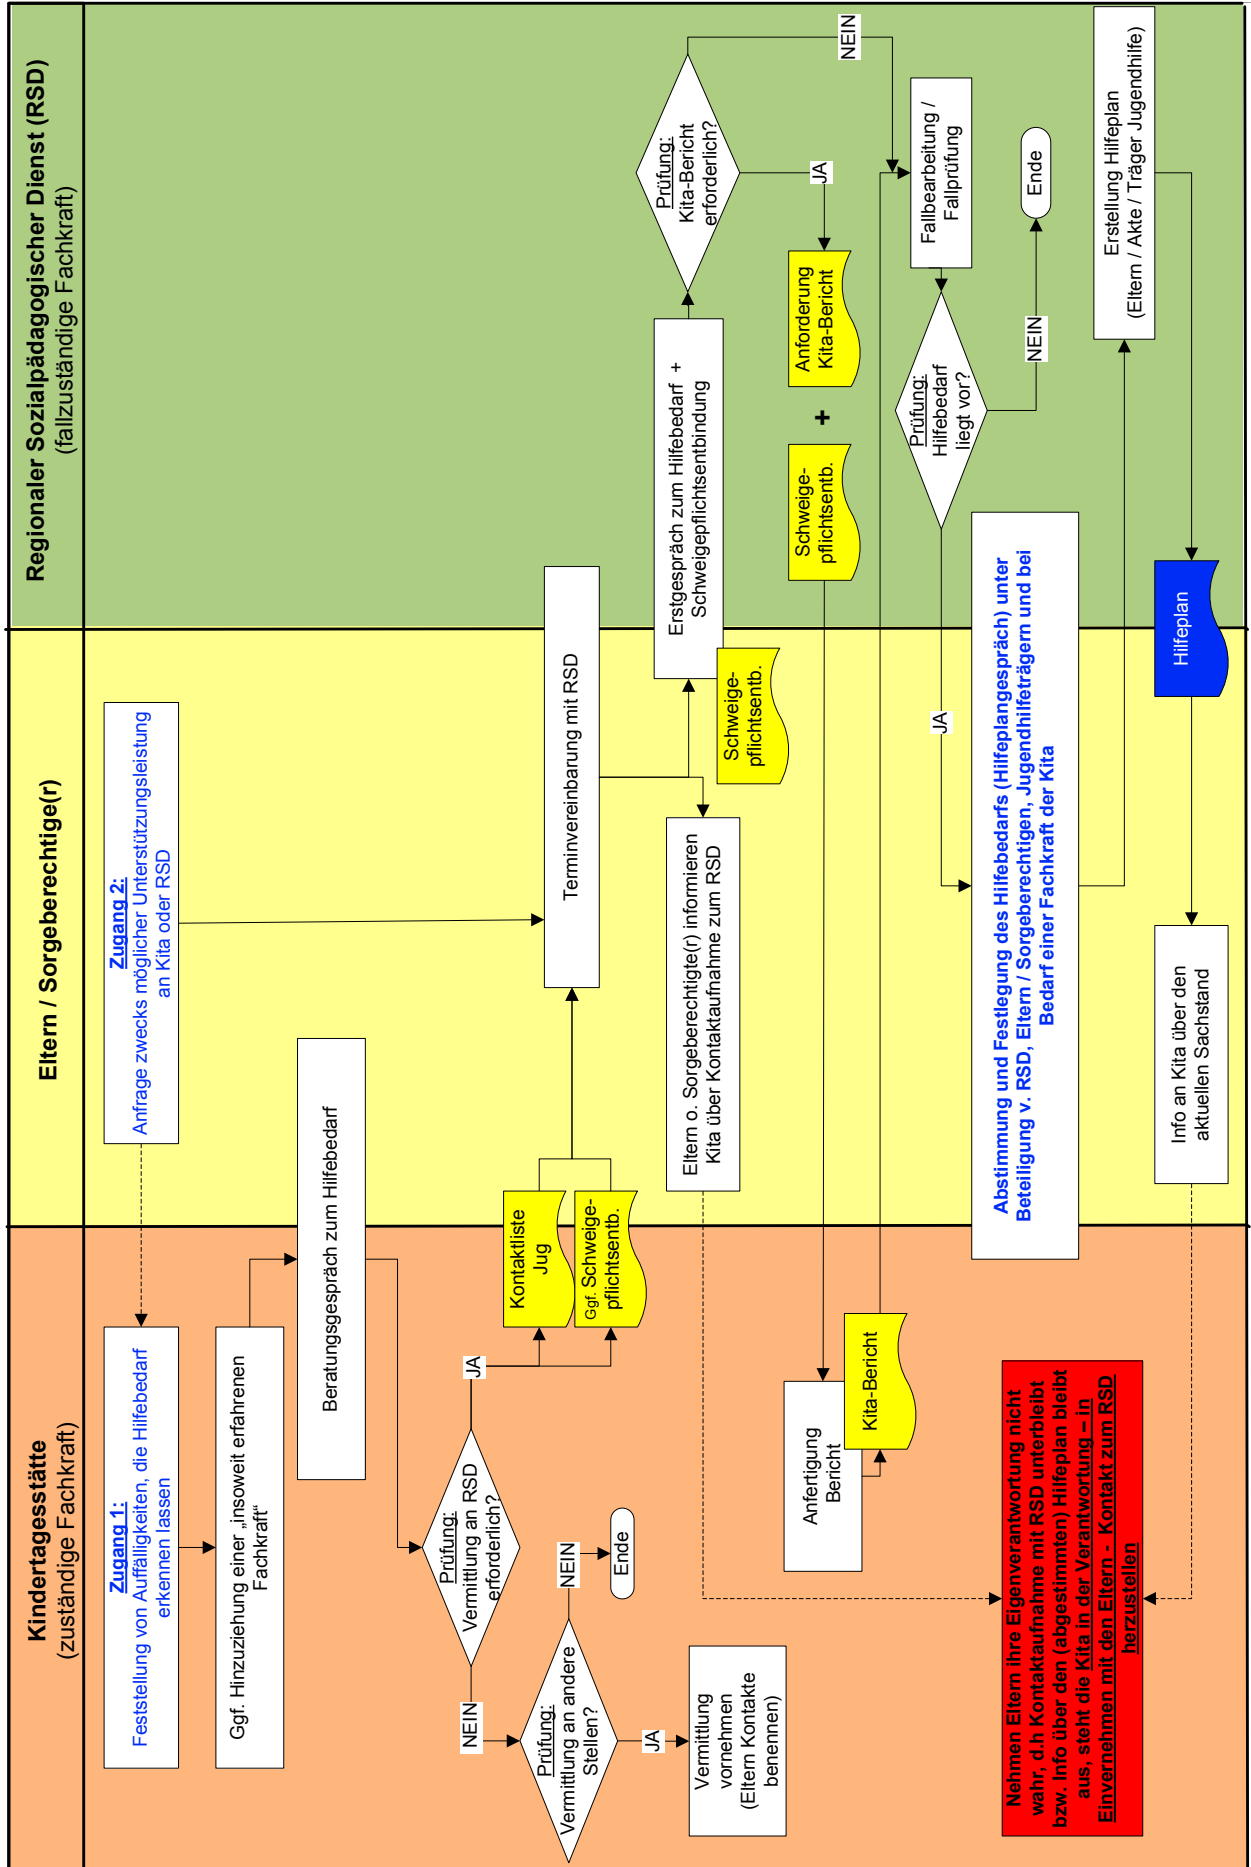 Kindertagesstätte
(zuständige Fachkraft)
Eltern / Sorgeberechtige(r)
Regionaler Sozialpädagogischer Dienst (RSD)
(fallzuständige Fachkraft)
Zugang 1:
Feststellung von Auffälligkeiten, die Hilfebedarf
erkennen lassen
Zugang 2:
Anfrage zwecks möglicher Unterstützungsleistung
an Kita oder RSD
Ggf. Hinzuziehung einer „insoweit erfahrenen
Fachkraft“
Beratungsgespräch zum Hilfebedarf
Prüfung:
Vermittlung an RSD
erforderlich?
JA
NEIN
Kontaktliste
Jug
Ggf. Schweige-
pflichtsentb.
Prüfung:
Vermittlung an andere
Stellen?
NEIN
Ende
JA
Vermittlung
vornehmen
(Eltern Kontakte
benennen)
Terminvereinbarung mit RSD
Eltern o. Sorgeberechtigte(r) informieren
Kita über Kontaktaufnahme zum RSD
Erstgespräch zum Hilfebedarf +
Schweigepflichtsentbindung
Schweige-
pflichtsentb.
Prüfung:
Kita-Bericht
erforderlich?
NEIN
JA
Anforderung
Kita-Bericht
+
Schweige-
pflichtsentb.
Anfertigung
Bericht
Kita-Bericht
Fallbearbeitung /
Fallprüfung
Prüfung:
Hilfebedarf
liegt vor?
NEIN
Ende
JA
Abstimmung und Festlegung des Hilfebedarfs (Hilfeplangespräch) unter
Beteiligung v. RSD, Eltern / Sorgeberechtigen, Jugendhilfeträgern und bei
Bedarf einer Fachkraft der Kita
Erstellung Hilfeplan
(Eltern / Akte / Träger Jugendhilfe)
Hilfeplan
Info an Kita über den
aktuellen Sachstand
Nehmen Eltern ihre Eigenverantwortung nicht
wahr, d.h Kontaktaufnahme mit RSD unterbleibt
bzw. Info über den (abgestimmten) Hilfeplan bleibt
aus, steht die Kita in der Verantwortung – in
Einvernehmen mit den Eltern - Kontakt zum RSD
herzustellen